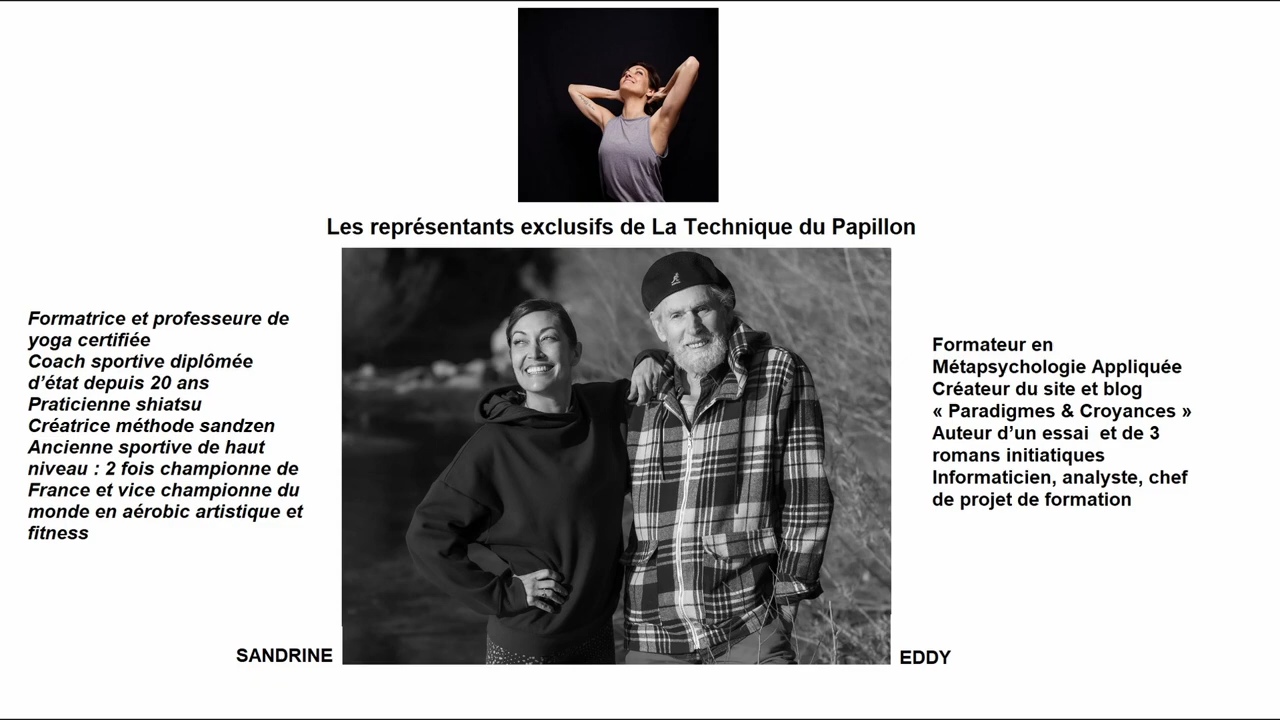 Les représentants exclusifs de La Technique du Papillon
Formatrice et professeure de
yoga certifiée
Coach sportive diplômée
d’état depuis 20 ans
Praticienne shiatsu
Créatrice méthode sandzen
Ancienne sportive de haut
niveau : 2 fois championne de
France et vice championne du
monde en aérobic artistique et
fitness
SANDRINE
Formateur en
Métapsychologie Appliquée
Créateur du site et blog
« Paradigmes & Croyances »
Auteur d’un essai  et de 3
romans initiatiques
Informaticien, analyste, chef
de projet de formation
EDDY